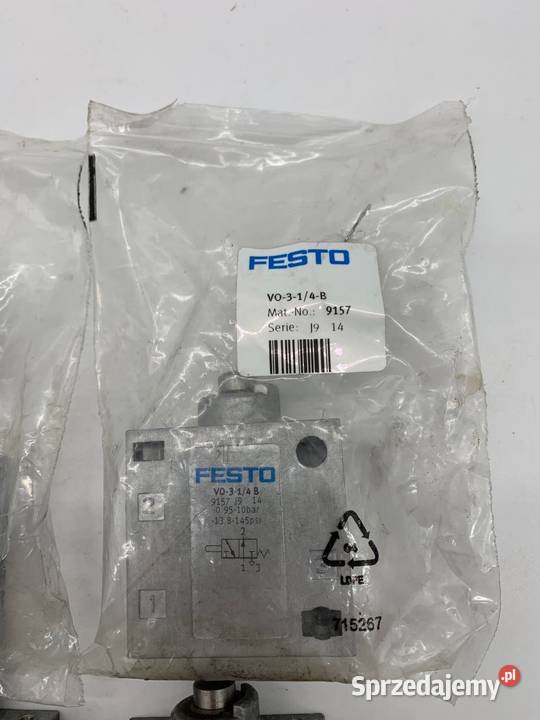 FESTO
VO-3-1/4-B
Mat.-No.: 9157
Serie: J9 14
FESTO
VO-3-1/4 B
9157 J9 14
-0.95-10bar
-13.8-145psi
2
1 3
2
1
LDPE
715267
Sprzedajemy.pl